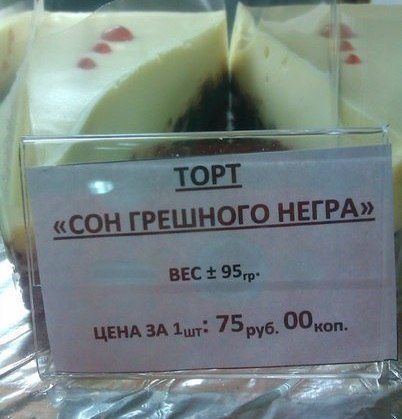 ТОРТ
«СОН ГРЕШНОГО НЕГРА»
ВЕС ± 95гр.
ЦЕНА ЗА 1шт: 75руб. 00коп.